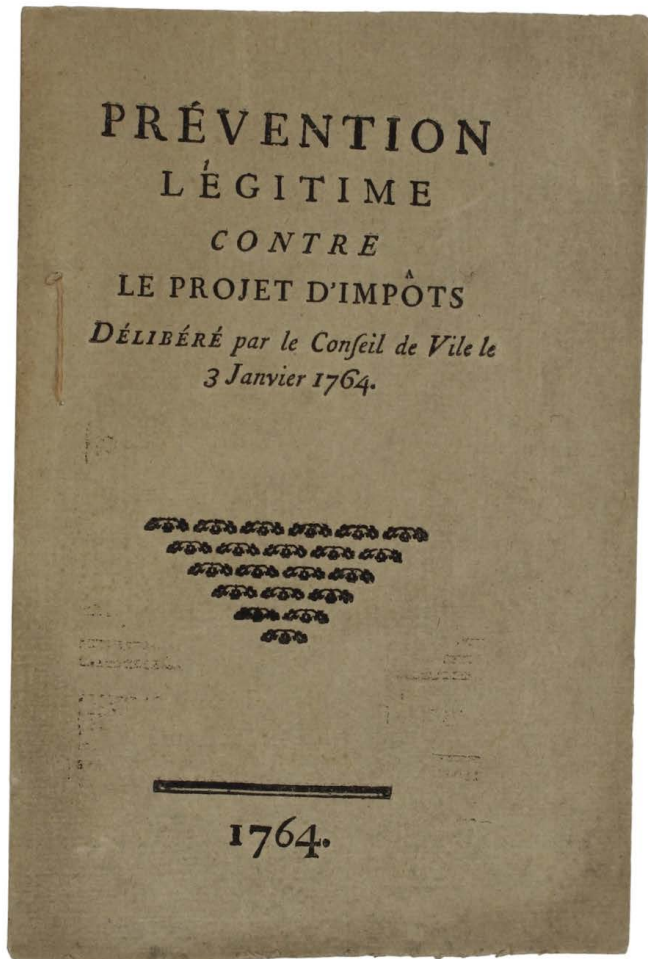 PRÉVENTION
LÉGITIME
CONTRE
LE PROJET D'IMPÔTS
DÉLIBÉRÉ par le Conſeil de Vile le
3 Janvier 1764.
1764.